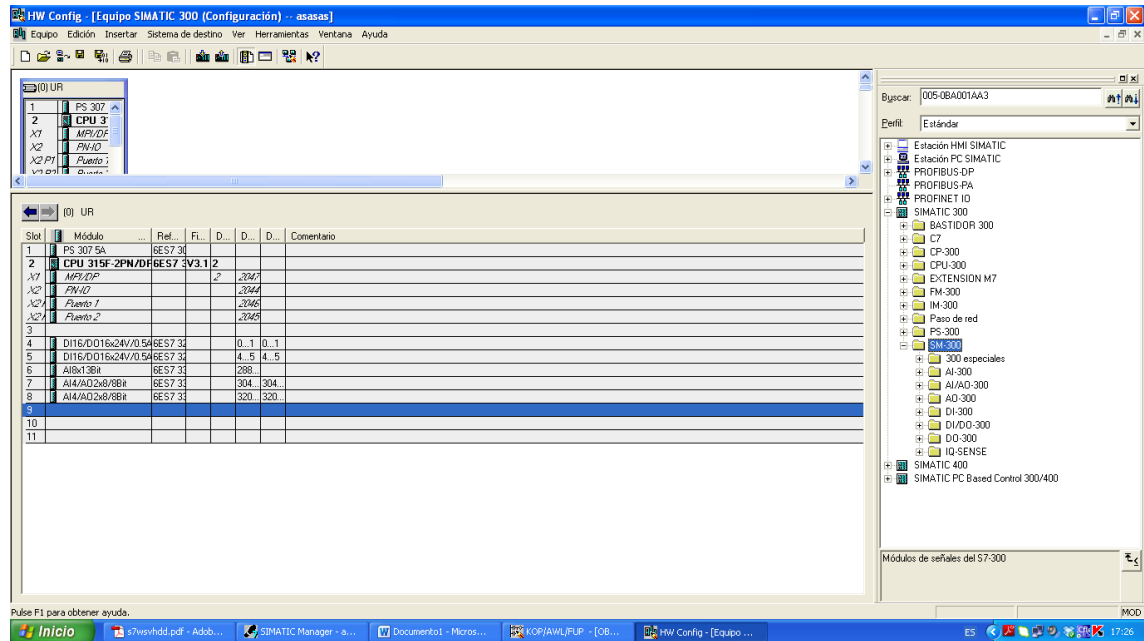 HW Config - [Equipo SIMATIC 300 (Configuración) -- asasas]
Equipo Edición Insertar Sistema de destino Ver Herramientas Ventana Ayuda
(0) UR
1 PS 307
2 CPU 3
X1 MPI/DP
X2 PN-IO
X2 P1 Puerto 1
(0) UR
Slot Módulo ... Ref... Fi... D... D... D... Comentario
1 PS 307 5A 6ES7 30
2 CPU 315F-2PN/DP 6ES7 3 V3.1 2
X1 MPI/DP 2 2047
X2 PN-IO 2044
X2 Puerto 1 2046
X2 Puerto 2 2045
3
4 DI16/DO16x24V/0.5A 6ES7 32 0...1 0...1
5 DI16/DO16x24V/0.5A 6ES7 32 4...5 4...5
6 AI8x13Bit 6ES7 33 288...
7 AI4/AO2x8/8Bit 6ES7 33 304... 304...
8 AI4/AO2x8/8Bit 6ES7 33 320... 320...
9
10
11
Buscar: 005-0BA001AA3
Perfil: Estándar
Estación HMI SIMATIC
Estación PC SIMATIC
PROFIBUS-DP
PROFIBUS-PA
PROFINET IO
SIMATIC 300
BASTIDOR 300
C7
CP-300
CPU-300
EXTENSION M7
FM-300
IM-300
Paso de red
PS-300
SM-300
300 especiales
AI-300
AI/AO-300
AO-300
DI-300
DI/DO-300
DO-300
IQ-SENSE
SIMATIC 400
SIMATIC PC Based Control 300/400
Módulos de señales del S7-300
Pulse F1 para obtener ayuda.
MOD
Inicio
s7wsvhdd.pdf - Adob...
SIMATIC Manager - a...
Documento1 - Micros...
KOP/AWL/FUP - [OB...
HW Config - [Equipo ...
ES
17:26